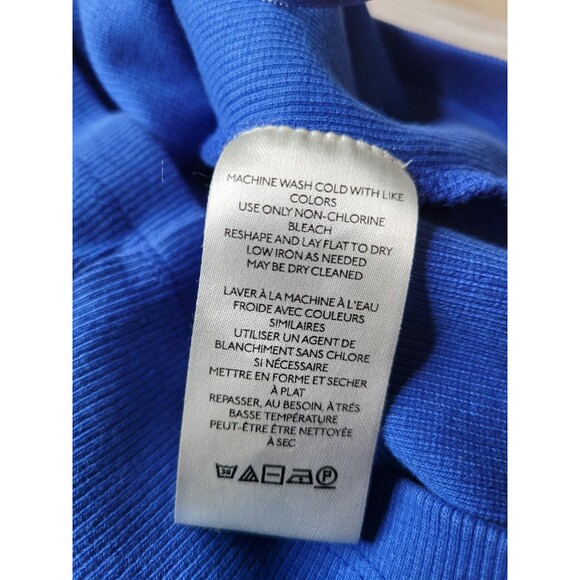 MACHINE WASH COLD WITH LIKE
COLORS
USE ONLY NON-CHLORINE
BLEACH
RESHAPE AND LAY FLAT TO DRY
LOW IRON AS NEEDED
MAY BE DRY CLEANED
LAVER À LA MACHINE À L'EAU
FROIDE AVEC COULEURS
SIMILAIRES
UTILISER UN AGENT DE
BLANCHIMENT SANS CHLORE
SI NÉCESSAIRE
METTRE EN FORME ET SECHER
À PLAT
REPASSER, AU BESOIN, À TRÉS
BASSE TEMPÉRATURE
PEUT-ÊTRE ÊTRE NETTOYÉE
À SEC
30 P